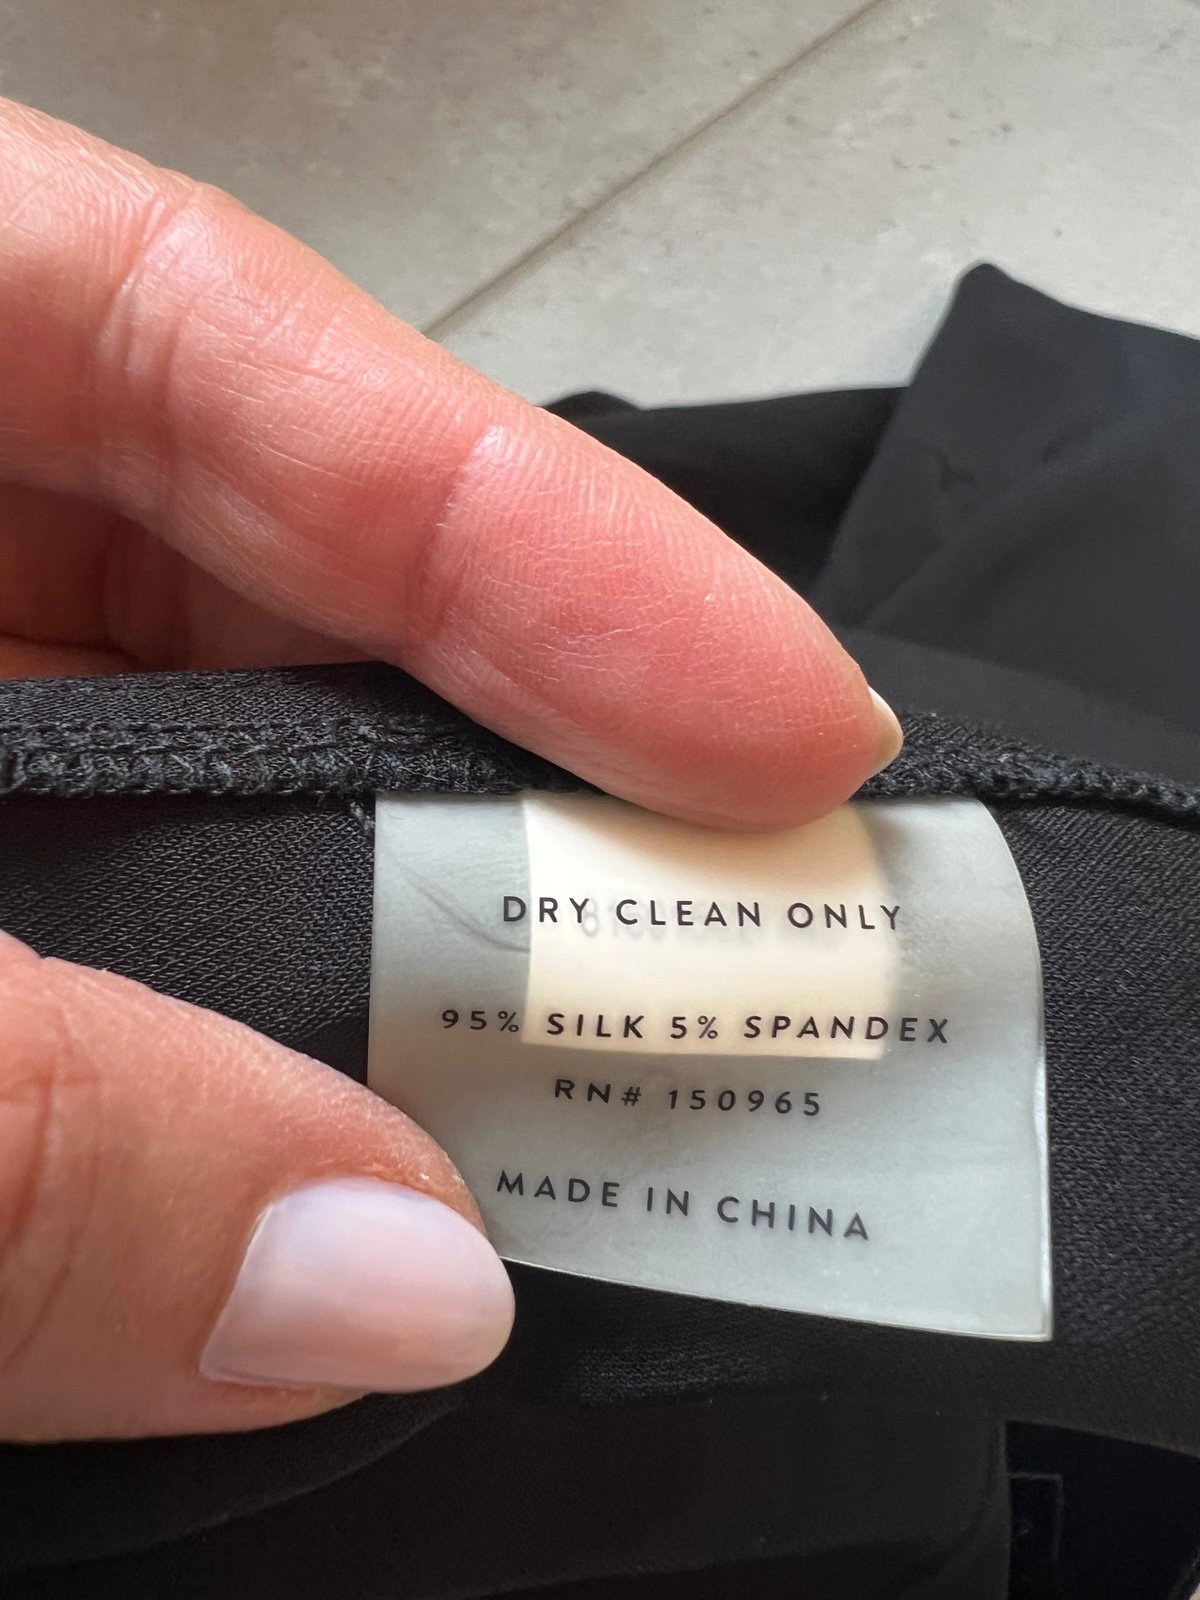 DRY CLEAN ONLY
95% SILK 5% SPANDEX
RN# 150965
MADE IN CHINA